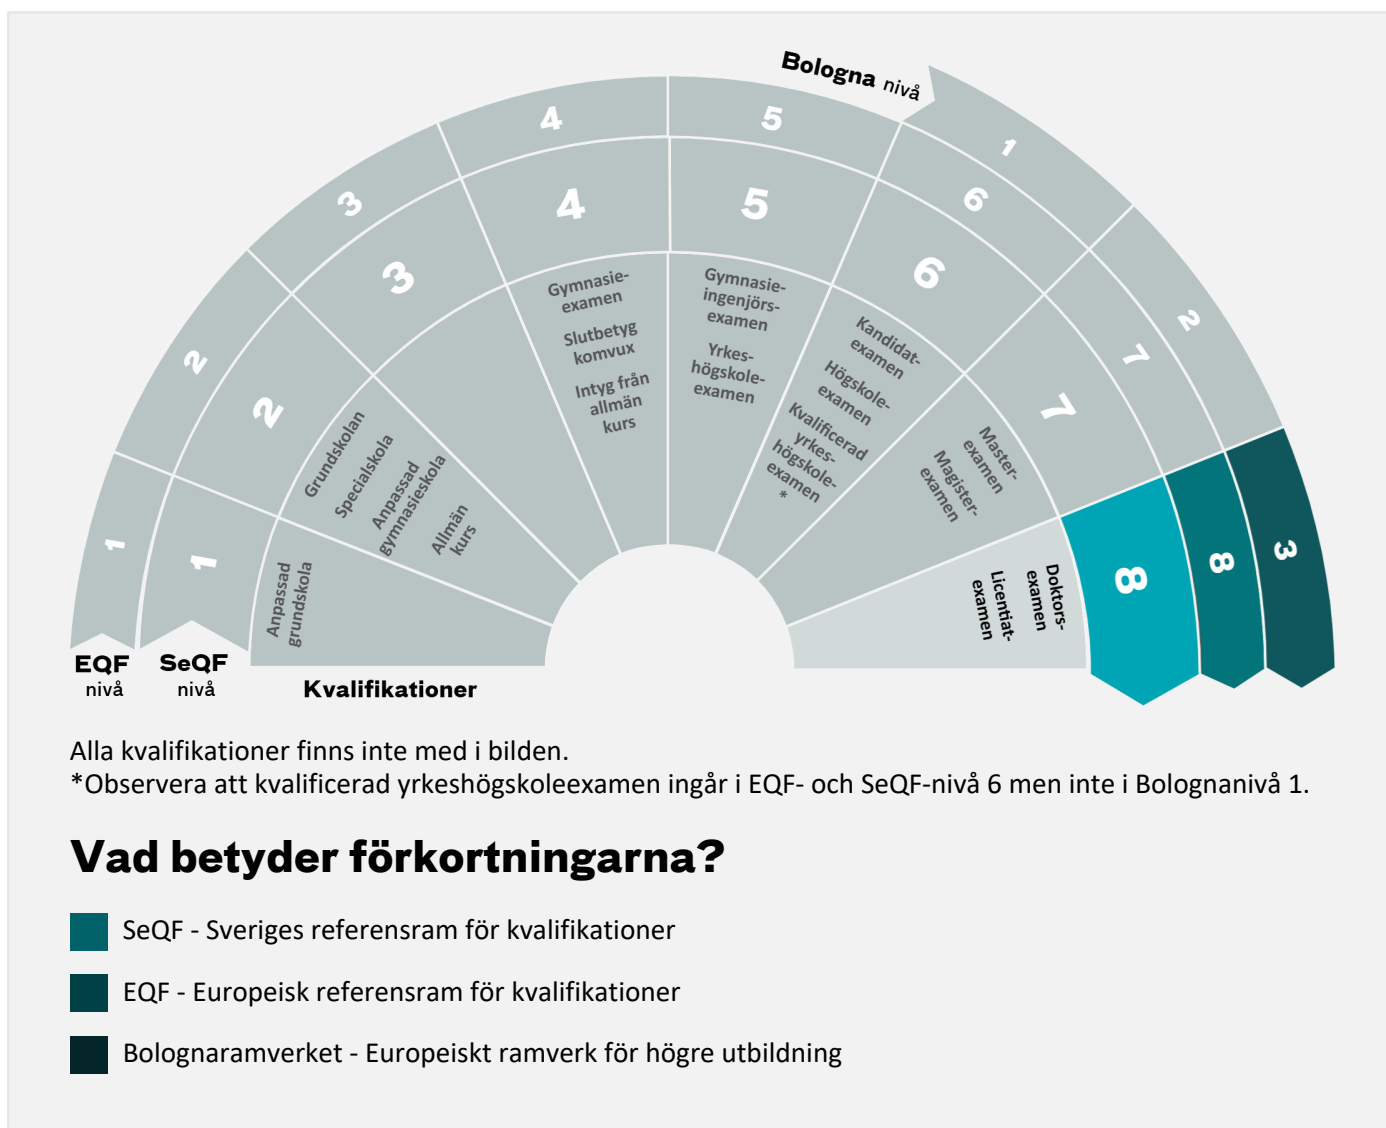 Bologna nivå
1
2
3
1
2
3
4
5
6
7
8
1
2
3
4
5
6
7
8
Anpassad
grundskola
Grundskolan
Specialskola
Anpassad
gymnasieskola
Allmän
kurs
Gymnasie-
examen
Slutbetyg
komvux
Intyg från
allmän
kurs
Gymnasie-
ingenjörs-
examen
Yrkes-
högskole-
examen
Kandidat-
examen
Högskole-
examen
Kvalificerad
yrkes-
högskole-
examen
*
Master-
examen
Magister-
examen
Doktors-
examen
Licentiat-
examen
EQF
nivå
SeQF
nivå
Kvalifikationer
Alla kvalifikationer finns inte med i bilden.
*Observera att kvalificerad yrkeshögskoleexamen ingår i EQF- och SeQF-nivå 6 men inte i Bolognanivå 1.
Vad betyder förkortningarna?
SeQF - Sveriges referensram för kvalifikationer
EQF - Europeisk referensram för kvalifikationer
Bolognaramverket - Europeiskt ramverk för högre utbildning